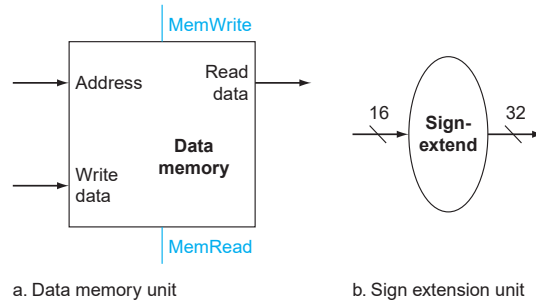 MemWrite
Address
Read
data
Data
memory
Write
data
MemRead
a. Data memory unit
16
Sign-
extend
32
b. Sign extension unit